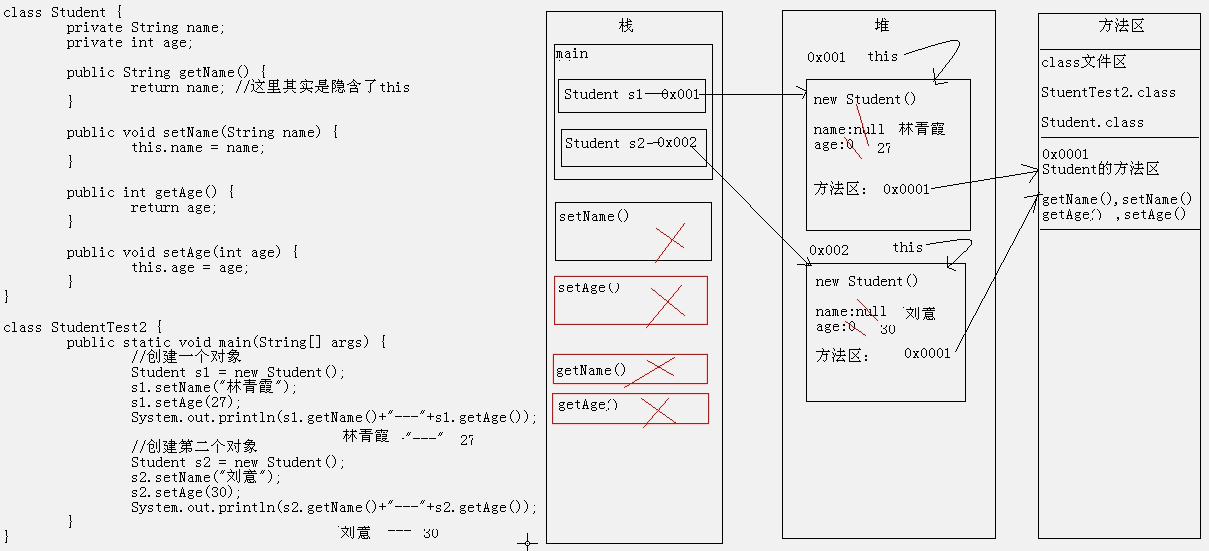 class Student {
private String name;
private int age;
public String getName() {
return name; //这里其实是隐含了this
}
public void setName(String name) {
this.name = name;
}
public int getAge() {
return age;
}
public void setAge(int age) {
this.age = age;
}
}
class StudentTest2 {
public static void main(String[] args) {
//创建一个对象
Student s1 = new Student();
s1.setName("林青霞");
s1.setAge(27);
System.out.println(s1.getName()+"---"+s1.getAge());
林青霞 "---" 27
//创建第二个对象
Student s2 = new Student();
s2.setName("刘意");
s2.setAge(30);
System.out.println(s2.getName()+"---"+s2.getAge());
}
刘意 --- 30
}
栈
main
Student s1 0x001
Student s2 0x002
setName()
setAge()
getName()
getAge()
堆
0x001 this
new Student()
name:null 林青霞
age:0 27
方法区: 0x0001
0x002 this
new Student()
name:null 刘意
age:0 30
方法区: 0x0001
方法区
class文件区
StuentTest2.class
Student.class
0x0001
Student的方法区
getName(),setName()
getAge() ,setAge()